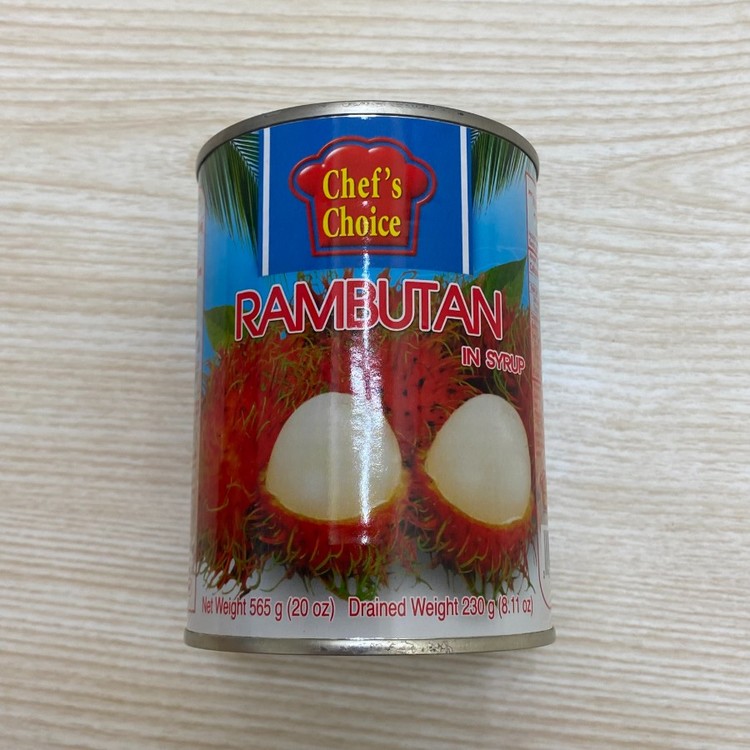 Chef's
Choice
RAMBUTAN
IN SYRUP
Net Weight 565 g (20 oz) Drained Weight 230 g (8.11 oz)